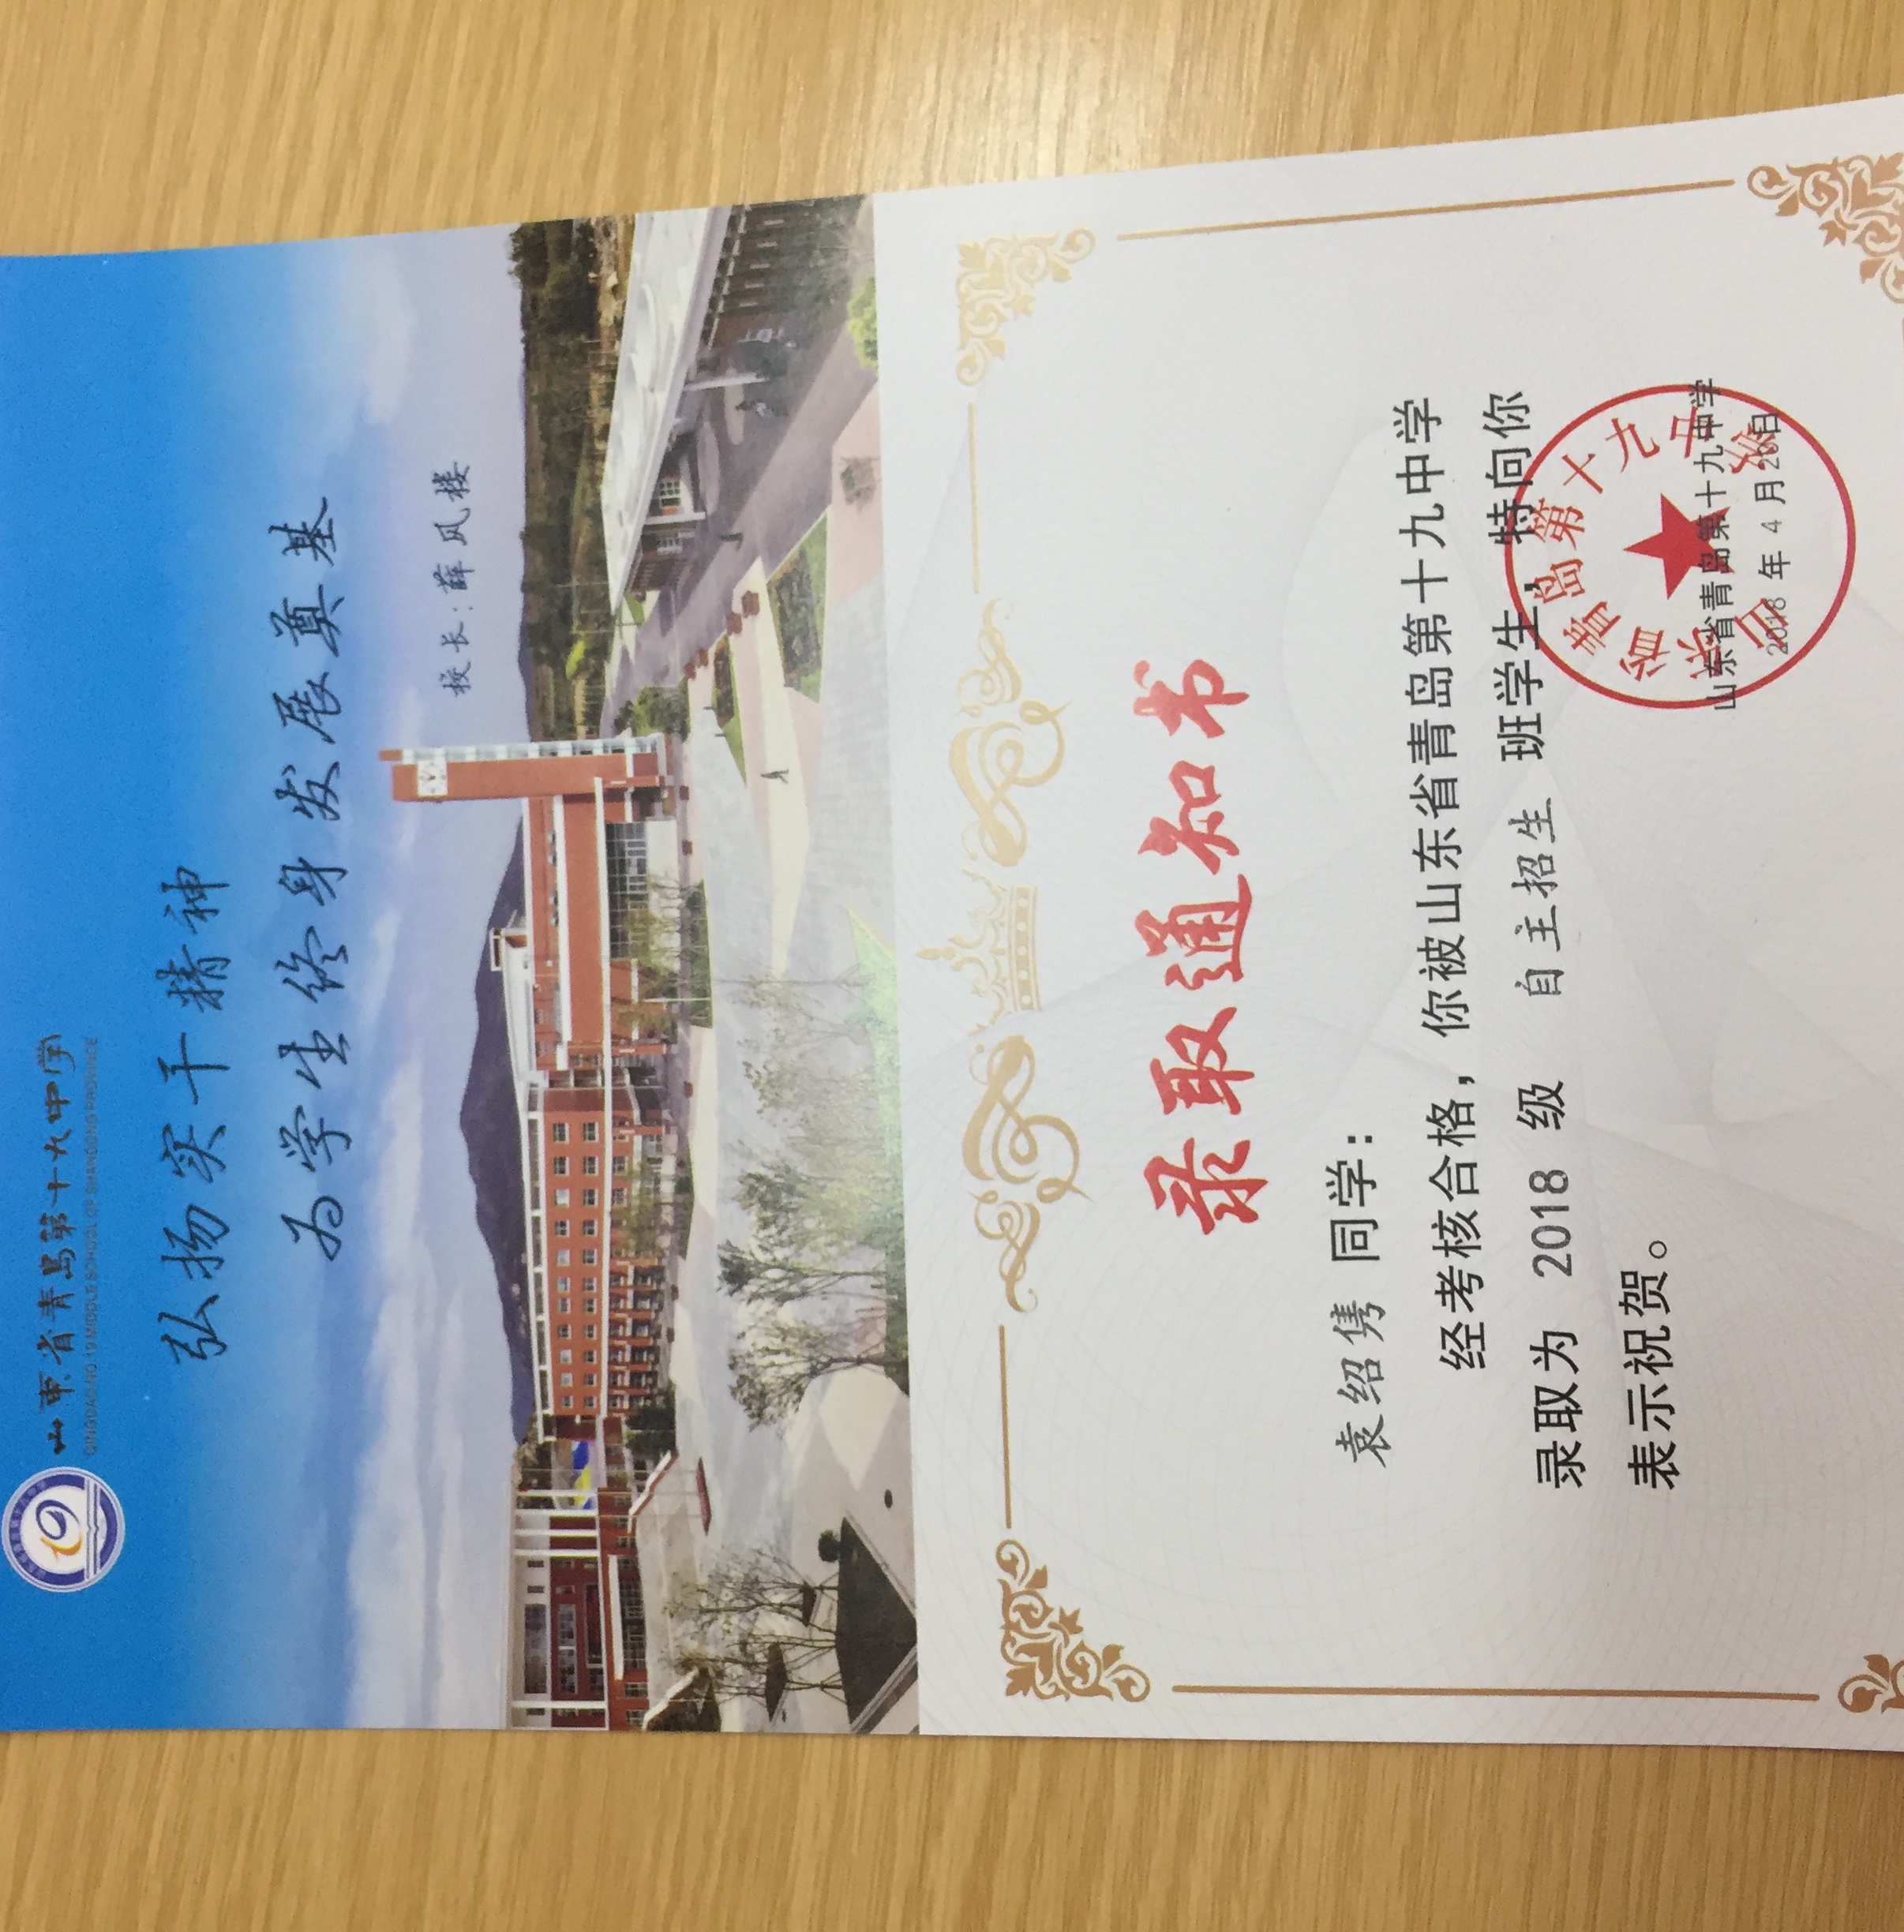 山东省青岛第十九中学
QINGDAO NO.19 MIDDLE SCHOOL OF SHANDONG PROVINCE
弘扬实干精神
为学生终身发展奠基
校长:薛凤楼
录取通知书
袁绍隽 同学:
经考核合格,你被山东省青岛第十九中学
录取为 2018 级 自主招生 班学生,特向你
表示祝贺。
山东省青岛第十九中学
山东省青岛第十九中学
2018 年 4 月 28日